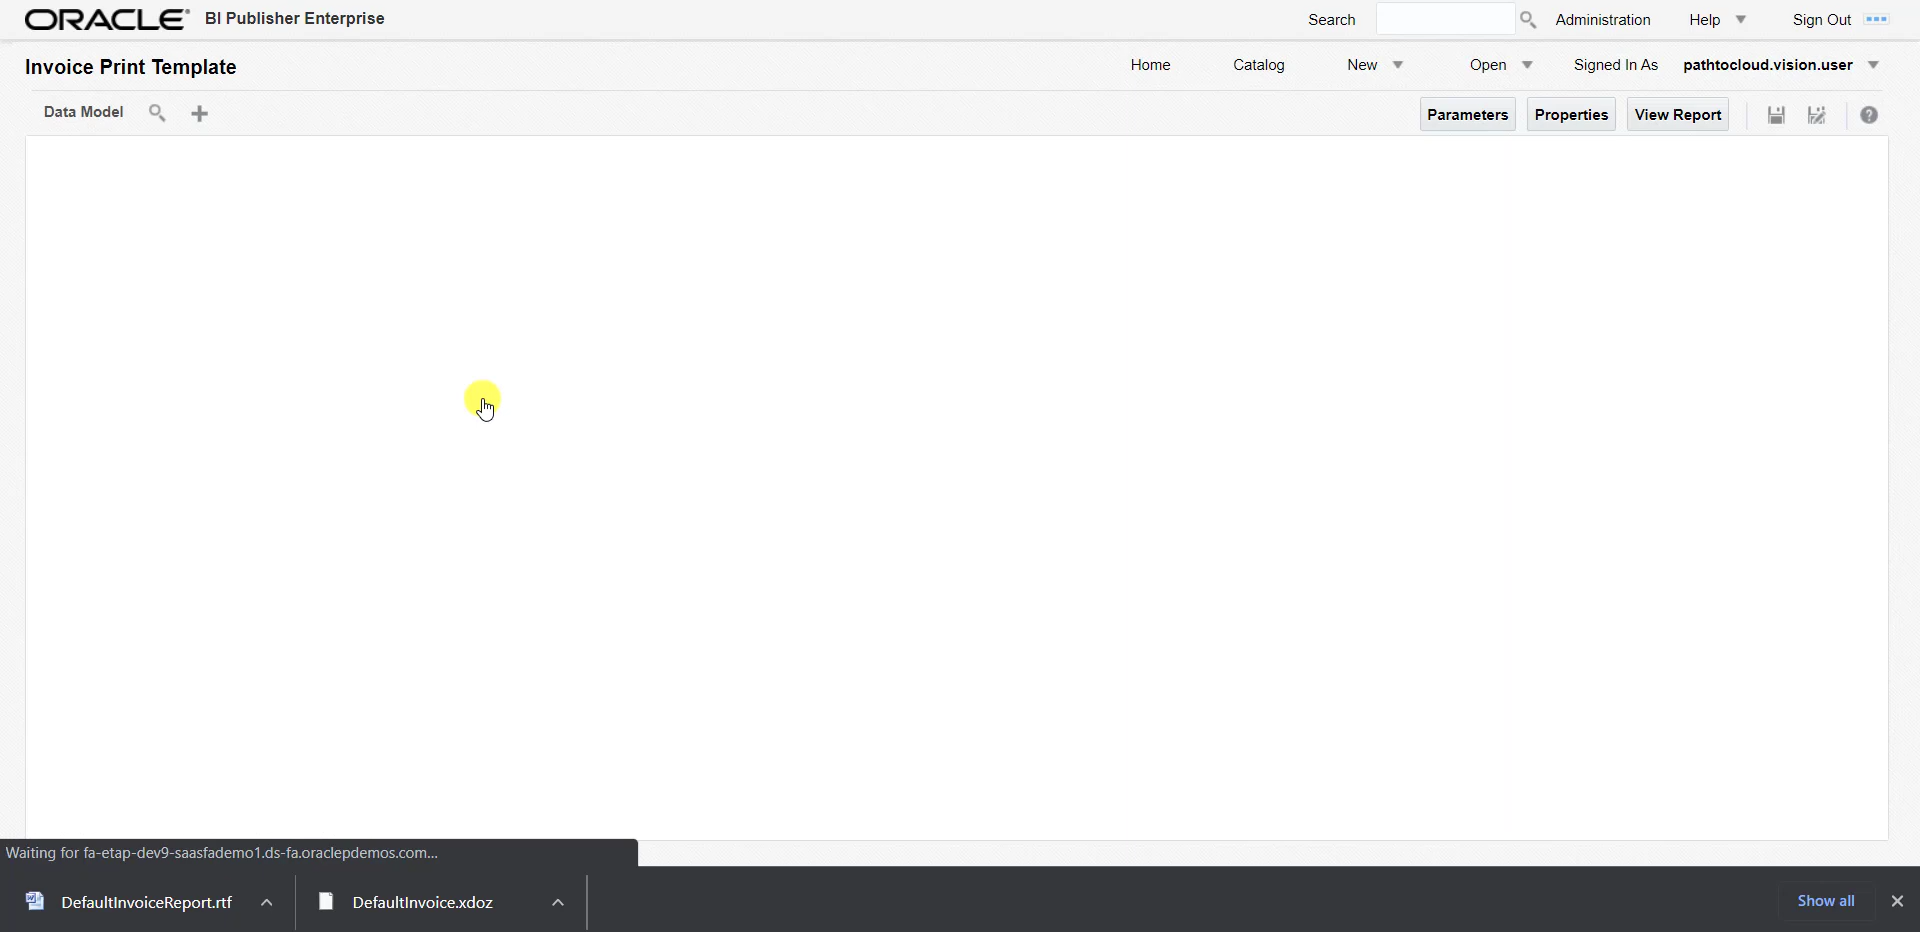 ORACLE® BI Publisher Enterprise Search Administration Help Sign Out
Invoice Print Template Home Catalog New Open Signed In As pathtocloud.vision.user
Data Model Parameters Properties View Report
Waiting for fa-etap-dev9-saasfademo1.ds-fa.oraclepdemos.com...
DefaultInvoiceReport.rtf DefaultInvoice.xdoz Show all